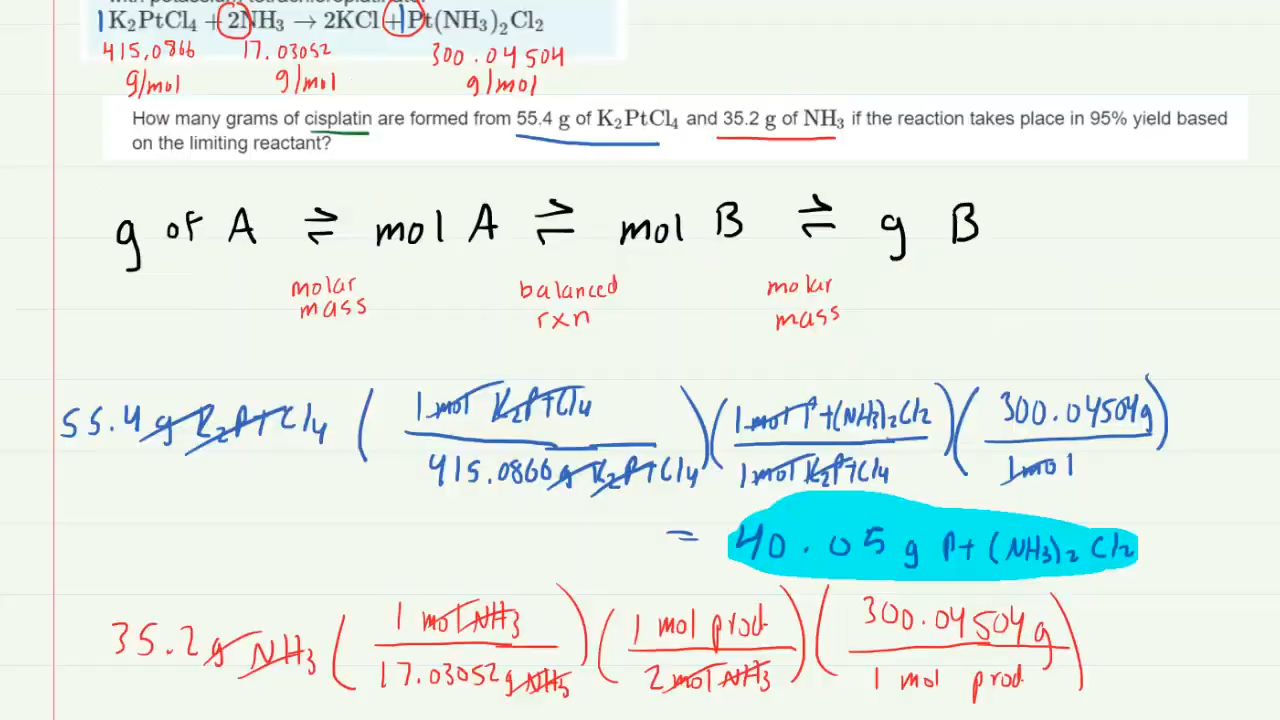 1 K₂PtCl₄ + 2NH₃ → 2KCl + 1 Pt(NH₃)₂Cl₂
415.0866 17.03052 300.04504
g/mol g/mol g/mol
How many grams of cisplatin are formed from 55.4 g of K₂PtCl₄ and 35.2 g of NH₃ if the reaction takes place in 95% yield based
on the limiting reactant?
g of A ⇌ mol A ⇌ mol B ⇌ g B
molar balanced molar
mass rxn mass
55.4 g K₂PtCl₄ ( 1 mol K₂PtCl₄ ) ( 1 mol Pt(NH₃)₂Cl₂ ) ( 300.04504g )
415.0866 g K₂PtCl₄ 1 mol K₂PtCl₄ 1 mol
= 40.05 g Pt(NH₃)₂Cl₂
35.2 g NH₃ ( 1 mol NH₃ ) ( 1 mol prod ) ( 300.04504 g )
17.03052 g NH₃ 2 mol NH₃ 1 mol prod